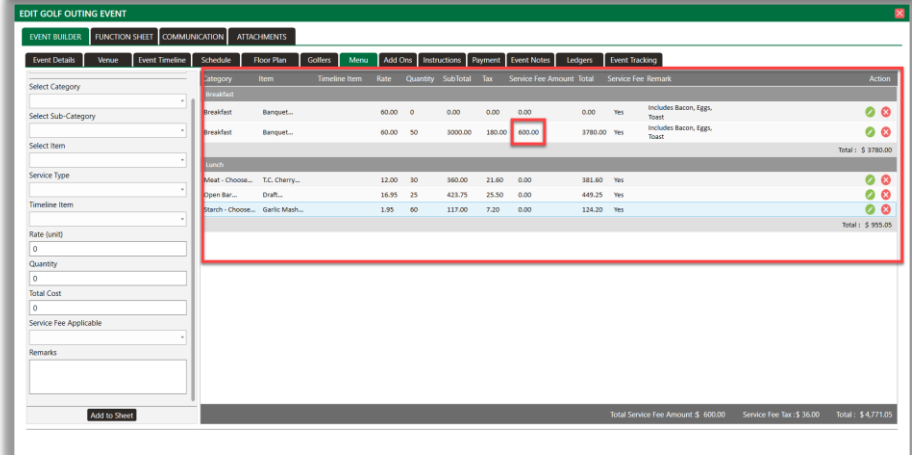 EDIT GOLF OUTING EVENT
EVENT BUILDER FUNCTION SHEET COMMUNICATION ATTACHMENTS
Event Details Venue Event Timeline Schedule Floor Plan Golfers Menu Add Ons Instructions Payment Event Notes Ledgers Event Tracking
Category Item Timeline Item Rate Quantity SubTotal Tax Service Fee Amount Total Service Fee Remark Action
Breakfast
Breakfast Banquet... 60.00 0 0.00 0.00 0.00 0.00 Yes Includes Bacon, Eggs,
Toast
Breakfast Banquet... 60.00 50 3000.00 180.00 600.00 3780.00 Yes Includes Bacon, Eggs,
Toast
Total : $ 3780.00
Lunch
Meat - Choose... T.C. Cherry... 12.00 30 360.00 21.60 0.00 381.60 Yes
Open Bar... Draft... 16.95 25 423.75 25.50 0.00 449.25 Yes
Starch - Choose... Garlic Mash... 1.95 60 117.00 7.20 0.00 124.20 Yes
Total : $ 955.05
Select Category
Select Sub-Category
Select Item
Service Type
Timeline Item
Rate (unit)
0
Quantity
0
Total Cost
0
Service Fee Applicable
Remarks
Add to Sheet
Total Service Fee Amount :$ 600.00 Service Fee Tax :$ 36.00 Total : $ 4,771.05